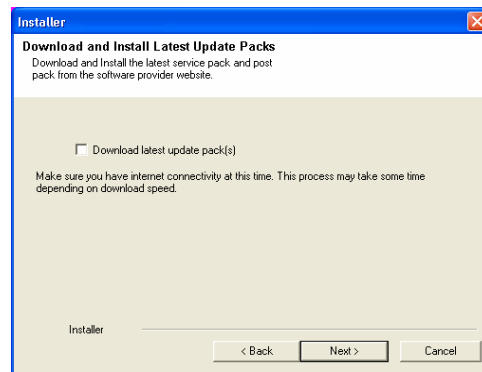 Installer
Download and Install Latest Update Packs
Download and Install the latest service pack and post
pack from the software provider website.
Download latest update pack(s)
Make sure you have internet connectivity at this time. This process may take some time
depending on download speed.
Installer
< Back
Next >
Cancel